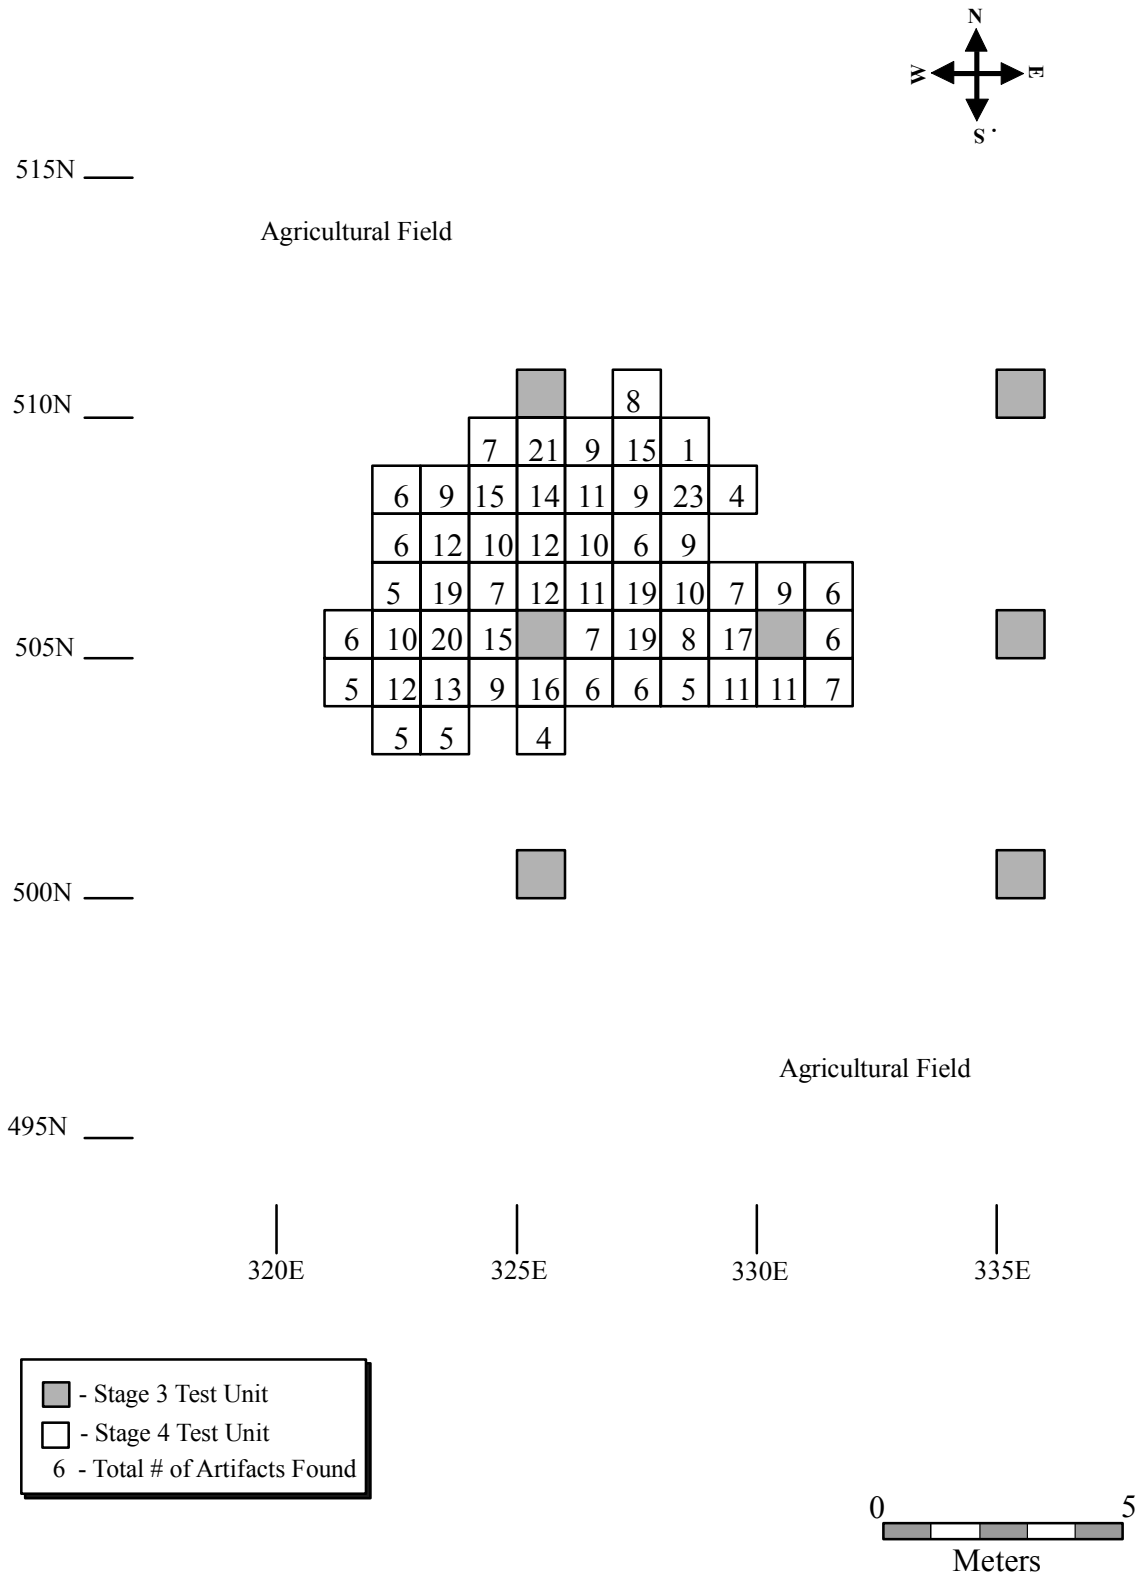 N
W E
S
515N
Agricultural Field
510N
8
7 21 9 15 1
6 9 15 14 11 9 23 4
6 12 10 12 10 6 9
5 19 7 12 11 19 10 7 9 6
505N
6 10 20 15 7 19 8 17 6
5 12 13 9 16 6 6 5 11 11 7
5 5 4
500N
Agricultural Field
495N
320E 325E 330E 335E
- Stage 3 Test Unit
- Stage 4 Test Unit
6 - Total # of Artifacts Found
0 5
Meters